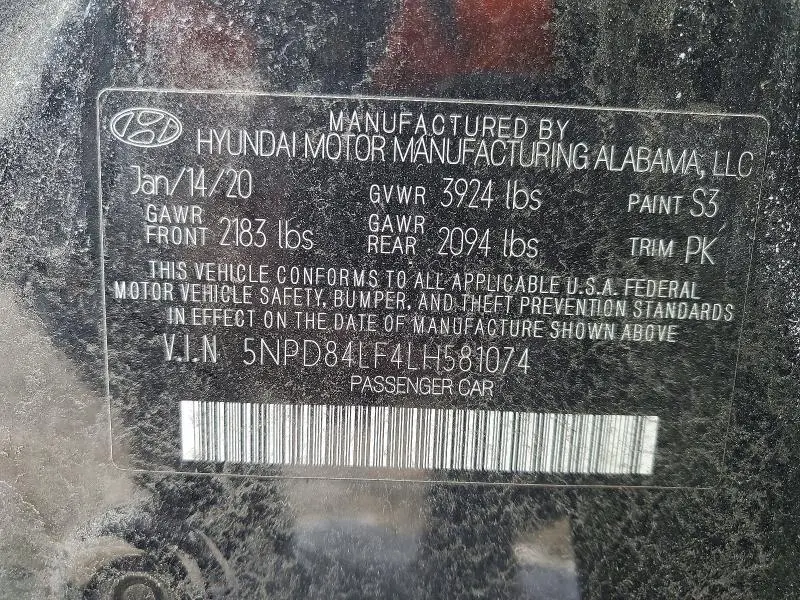 MANUFACTURED BY
HYUNDAI MOTOR MANUFACTURING ALABAMA, LLC
Jan/14/20 GVWR 3924 lbs PAINT S3
GAWR FRONT 2183 lbs GAWR REAR 2094 lbs TRIM PK
THIS VEHICLE CONFORMS TO ALL APPLICABLE U.S.A. FEDERAL
MOTOR VEHICLE SAFETY, BUMPER, AND THEFT PREVENTION STANDARDS
IN EFFECT ON THE DATE OF MANUFACTURE SHOWN ABOVE
V.I.N 5NPD84LF4LH581074
PASSENGER CAR